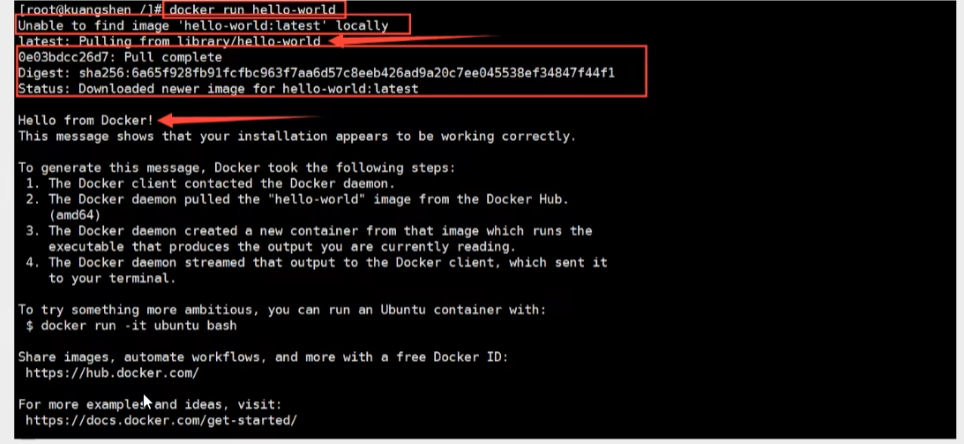 [root@kuangshen /]# docker run hello-world
Unable to find image 'hello-world:latest' locally
latest: Pulling from library/hello-world
0e03bdcc26d7: Pull complete
Digest: sha256:6a65f928fb91fcfbc963f7aa6d57c8eeb426ad9a20c7ee045538ef34847f44f1
Status: Downloaded newer image for hello-world:latest
Hello from Docker!
This message shows that your installation appears to be working correctly.
To generate this message, Docker took the following steps:
1. The Docker client contacted the Docker daemon.
2. The Docker daemon pulled the "hello-world" image from the Docker Hub.
(amd64)
3. The Docker daemon created a new container from that image which runs the
executable that produces the output you are currently reading.
4. The Docker daemon streamed that output to the Docker client, which sent it
to your terminal.
To try something more ambitious, you can run an Ubuntu container with:
$ docker run -it ubuntu bash
Share images, automate workflows, and more with a free Docker ID:
https://hub.docker.com/
For more examples and ideas, visit:
https://docs.docker.com/get-started/